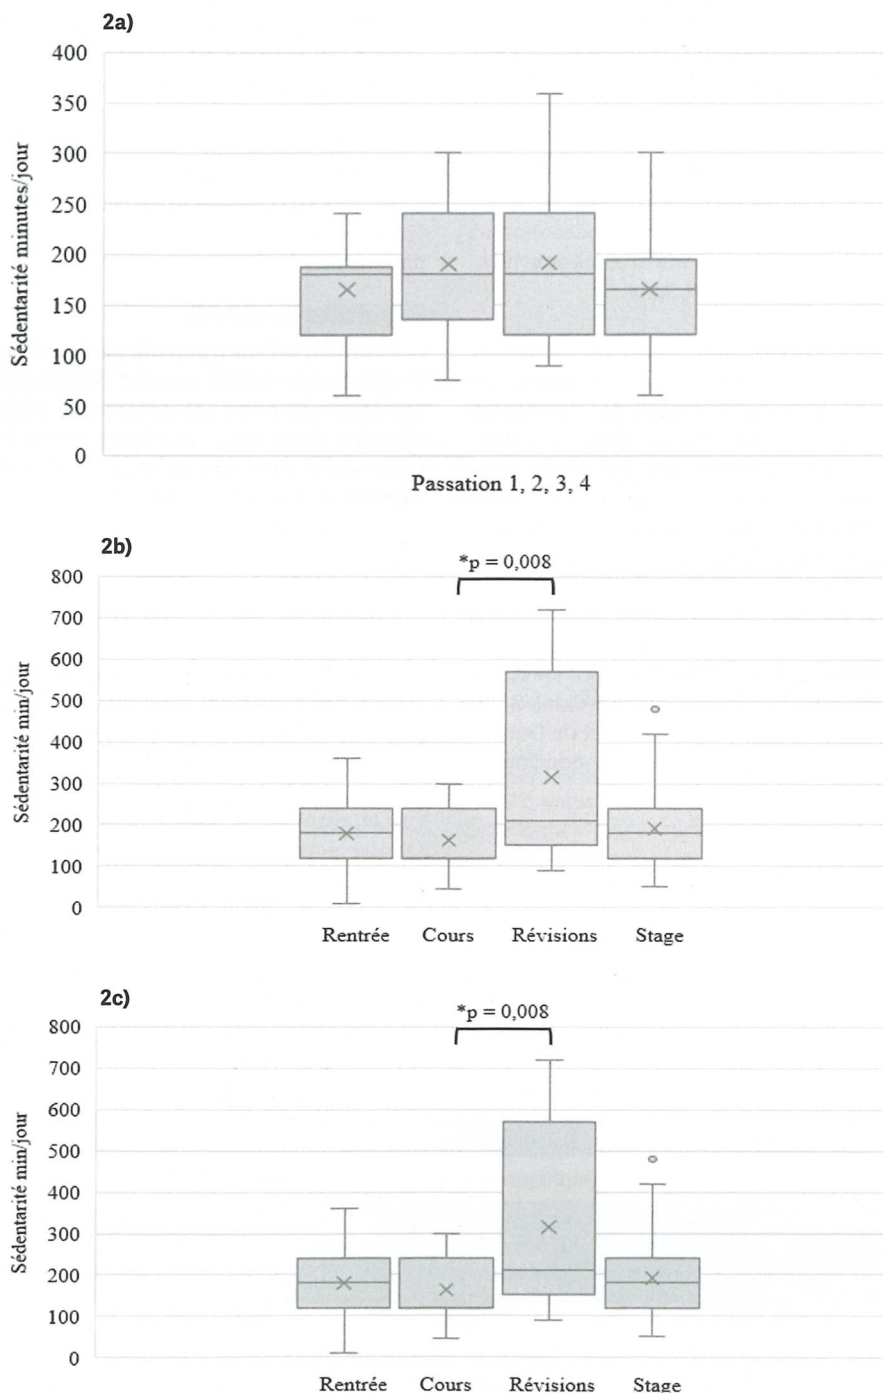 2a)
400
350
300
250
200
150
100
50
0
Sédentarité minutes/jour
Passation 1, 2, 3, 4
2b)
*p = 0,008
800
700
600
500
400
300
200
100
0
Sédentarité min/jour
Rentrée Cours Révisions Stage
2c)
*p = 0,008
800
700
600
500
400
300
200
100
0
Sédentarité min/jour
Rentrée Cours Révisions Stage